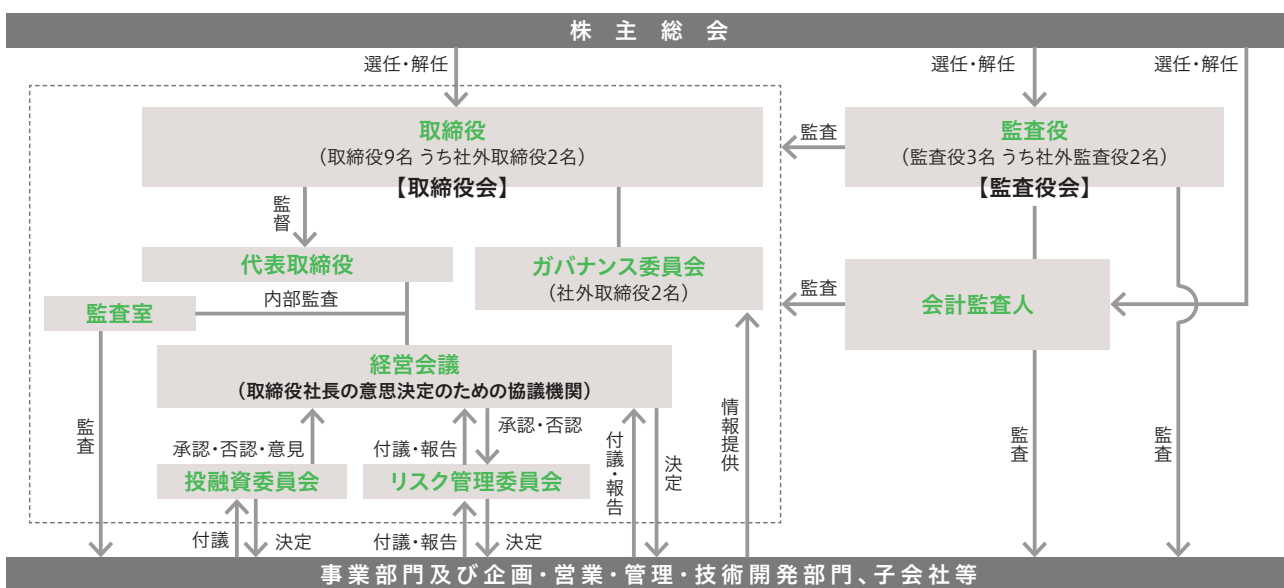 株主総会
選任・解任
選任・解任
選任・解任
取締役
（取締役9名 うち社外取締役2名）
【取締役会】
監査
監査役
（監査役3名 うち社外監査役2名）
【監査役会】
監督
代表取締役
ガバナンス委員会
（社外取締役2名）
監査
会計監査人
内部監査
監査室
経営会議
（取締役社長の意思決定のための協議機関）
監査
承認・否認・意見
付議・報告
承認・否認
付議・報告
決定
情報提供
監査
監査
投融資委員会
リスク管理委員会
付議
決定
付議・報告
決定
事業部門及び企画・営業・管理・技術開発部門、子会社等